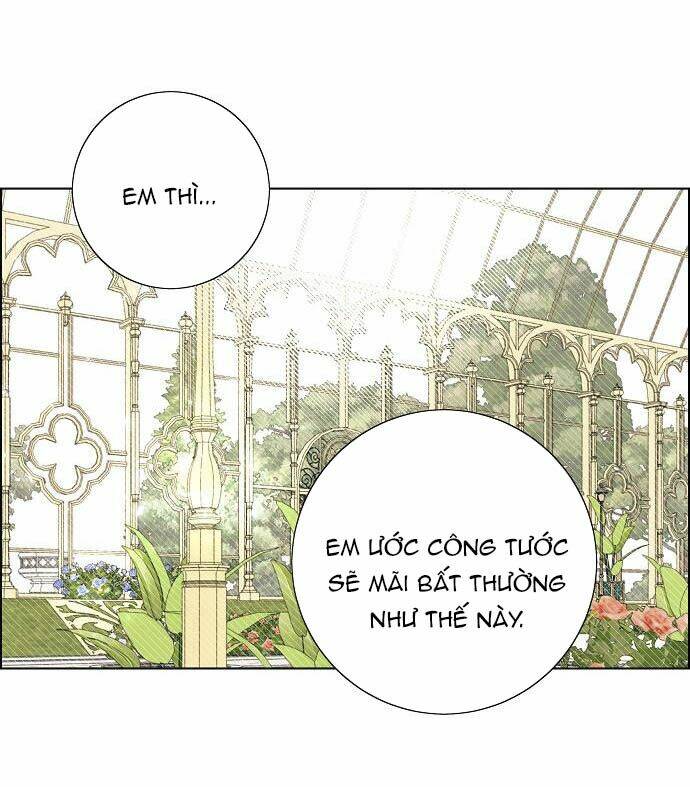 EM THÌ...
EM ƯỚC CÔNG TƯỚC
SẼ MÃI BẤT THƯỜNG
NHƯ THẾ NÀY.